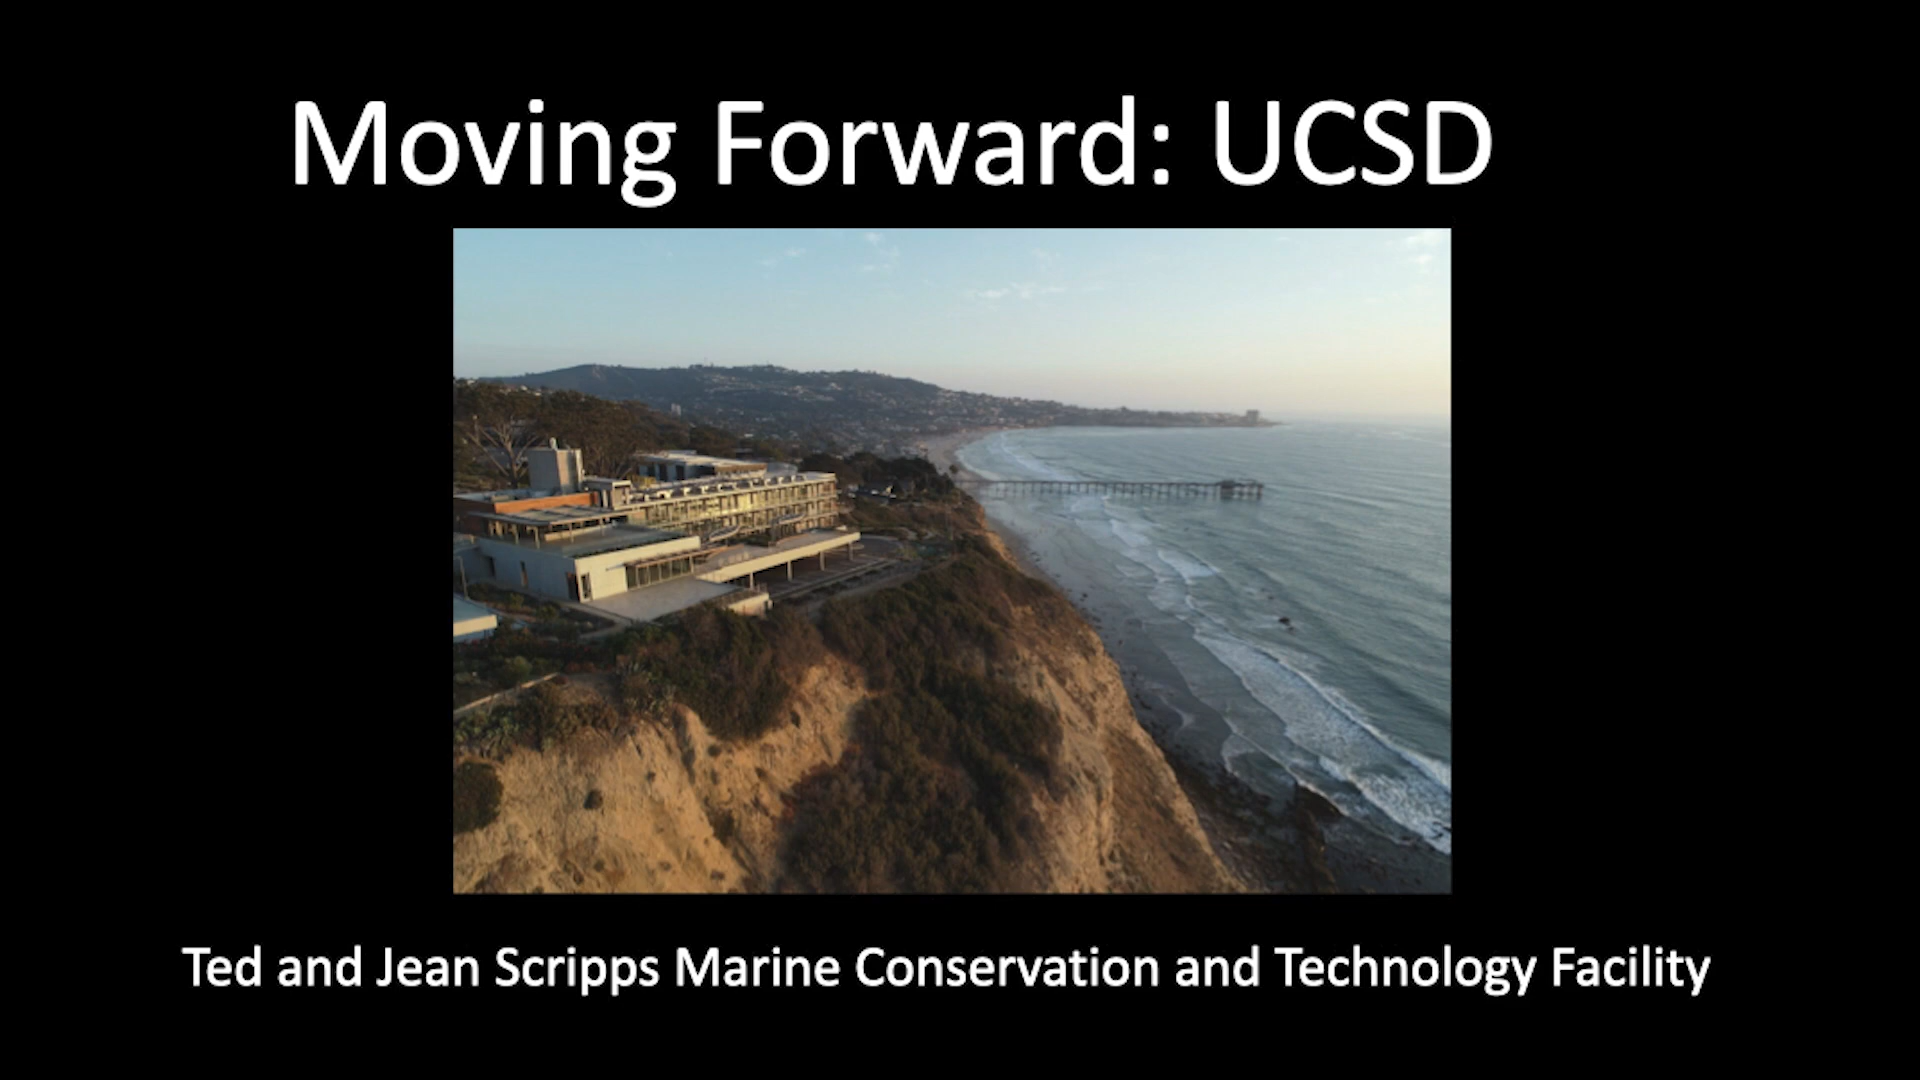 Moving Forward: UCSD
Ted and Jean Scripps Marine Conservation and Technology Facility